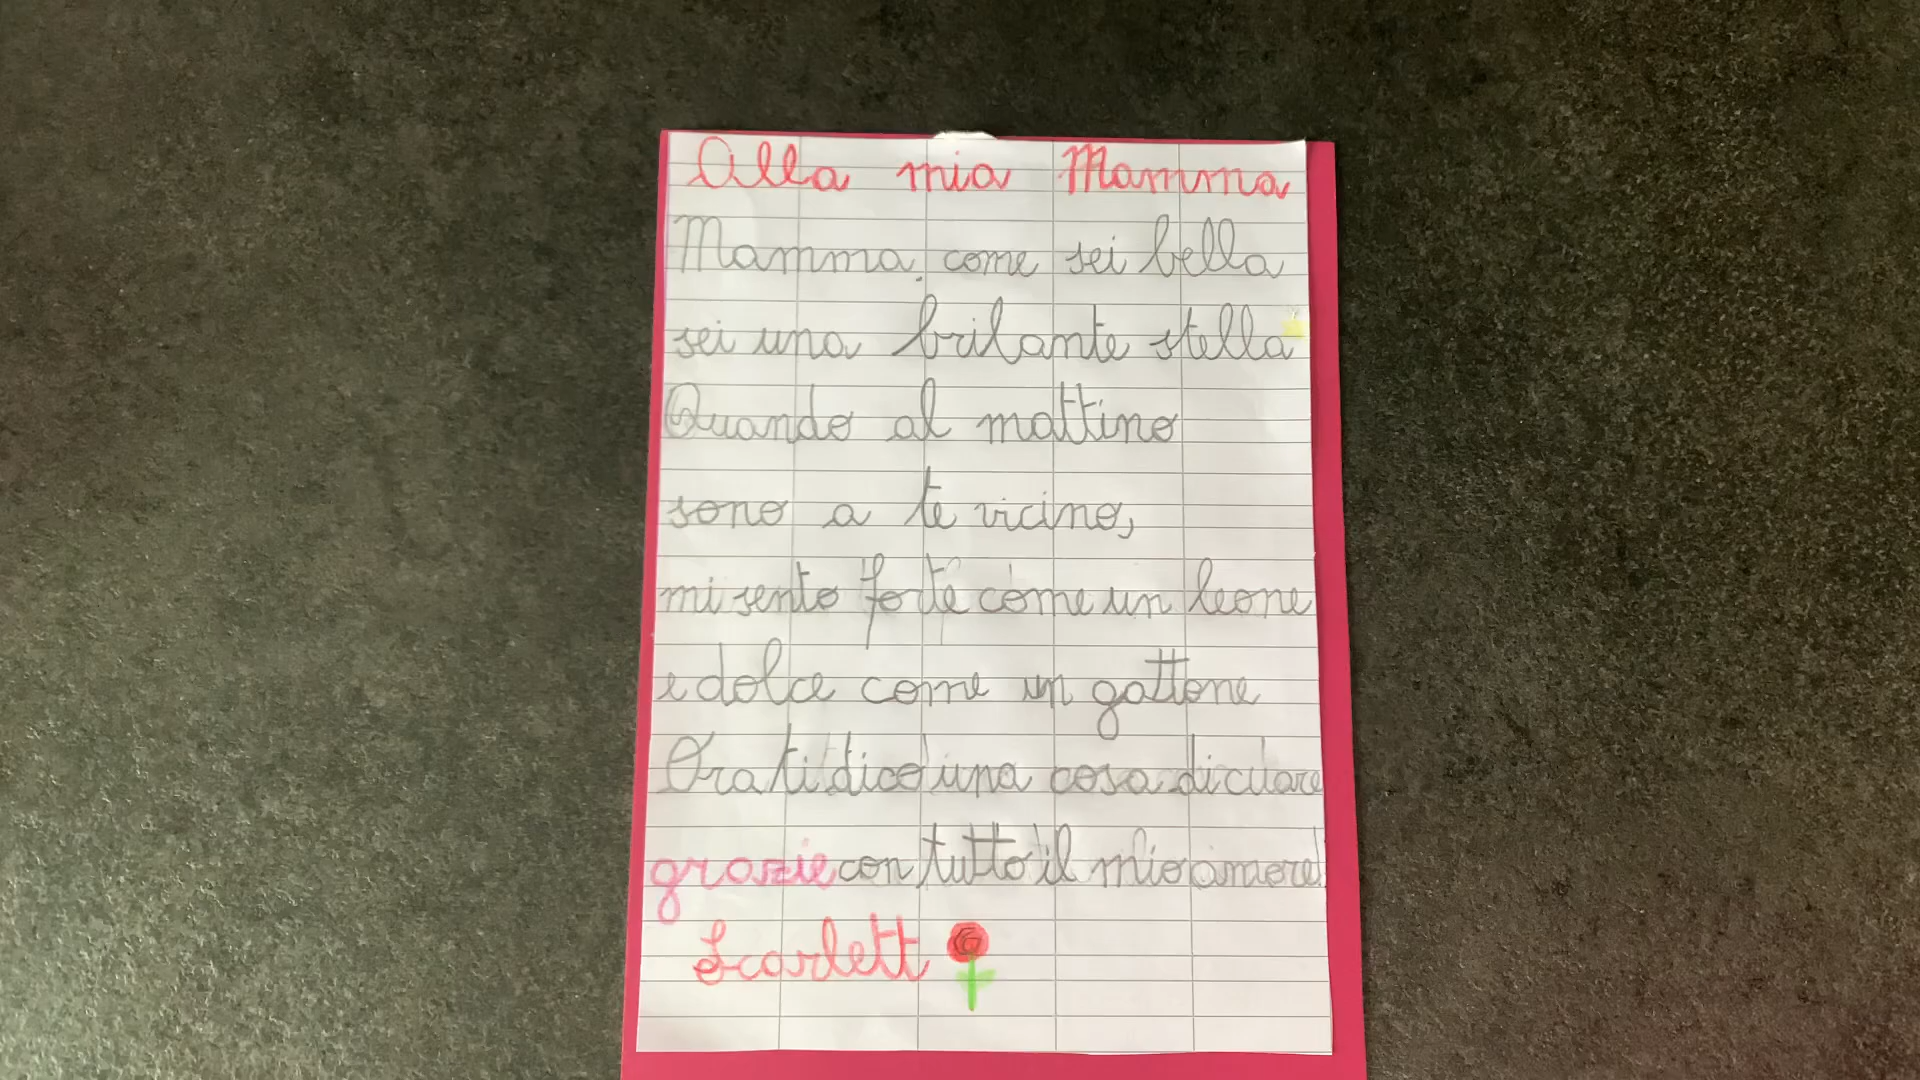 Alla mia Mamma
Mamma, come sei bella
sei una brilante stella
Quando al mattino
sono a te vicino,
mi sento forte come un leone
e dolce come un gattone
Ora ti dico una cosa di cuore
grazie con tutto il mio amore!
Scarlett